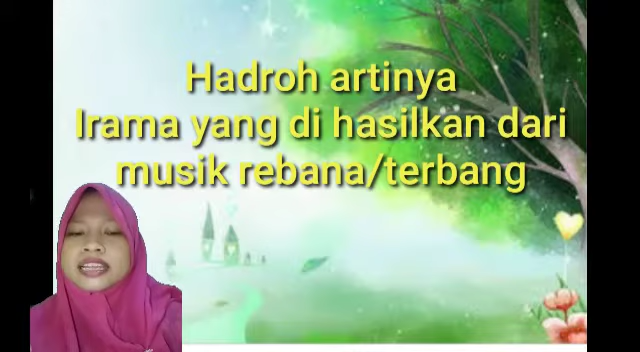 Hadroh artinya
Irama yang di hasilkan dari
musik rebana/terbang